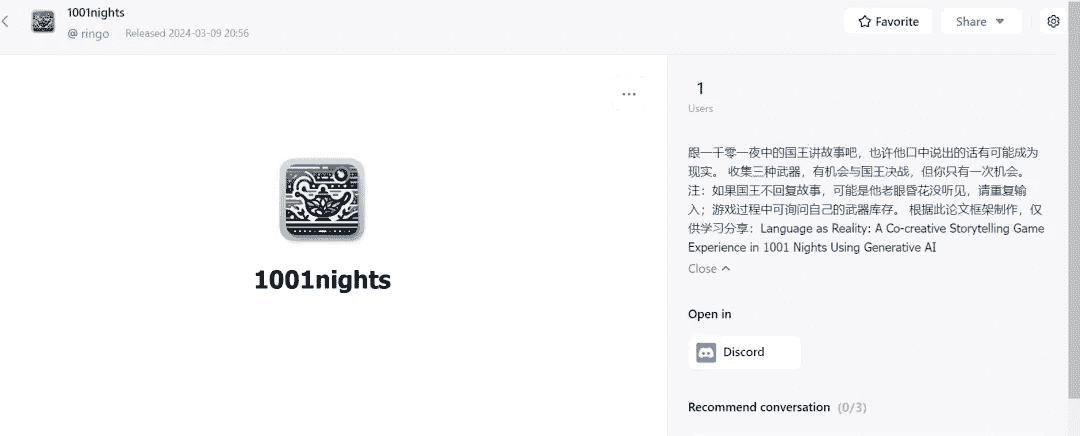 1001nights
@ ringo Released 2024-03-09 20:56
Favorite
Share
1001nights
1
Users
跟一千零一夜中的国王讲故事吧，也许他口中说出的话有可能成为
现实。 收集三种武器，有机会与国王决战，但你只有一次机会。
注：如果国王不回复故事，可能是他老眼昏花没听见，请重复输
入；游戏过程中可询问自己的武器库存。 根据此论文框架制作，仅
供学习分享：Language as Reality: A Co-creative Storytelling Game
Experience in 1001 Nights Using Generative AI
Close
Open in
Discord
Recommend conversation (0/3)